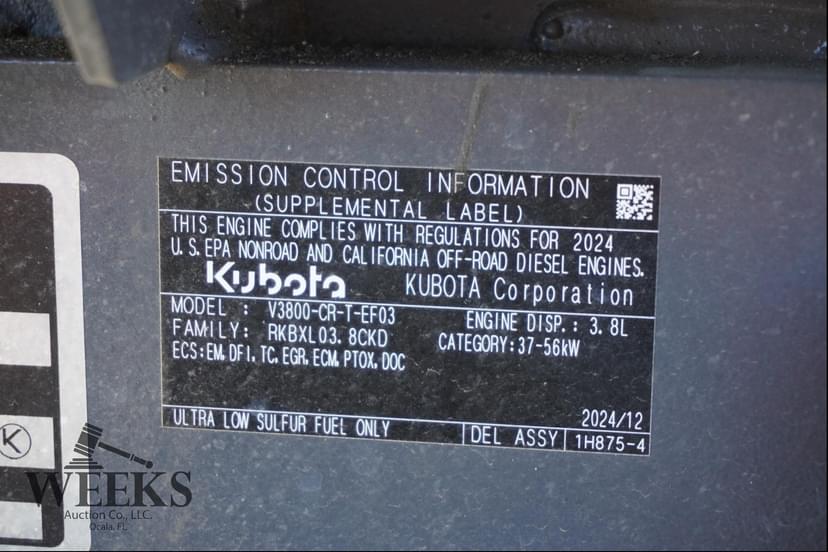 EMISSION CONTROL INFORMATION
(SUPPLEMENTAL LABEL)
THIS ENGINE COMPLIES WITH REGULATIONS FOR 2024
U.S. EPA NONROAD AND CALIFORNIA OFF-ROAD DIESEL ENGINES.
Kubota KUBOTA Corporation
MODEL : V3800-CR-T-EF03 ENGINE DISP.: 3.8L
FAMILY: RKBXL03.8CKD CATEGORY:37-56kW
ECS:EM, DFI, TC, EGR, ECM, PTOX, DOC
2024/12
ULTRA LOW SULFUR FUEL ONLY DEL ASSY 1H875-4
K
WEEKS
Auction Co., LLC.
Ocala, FL